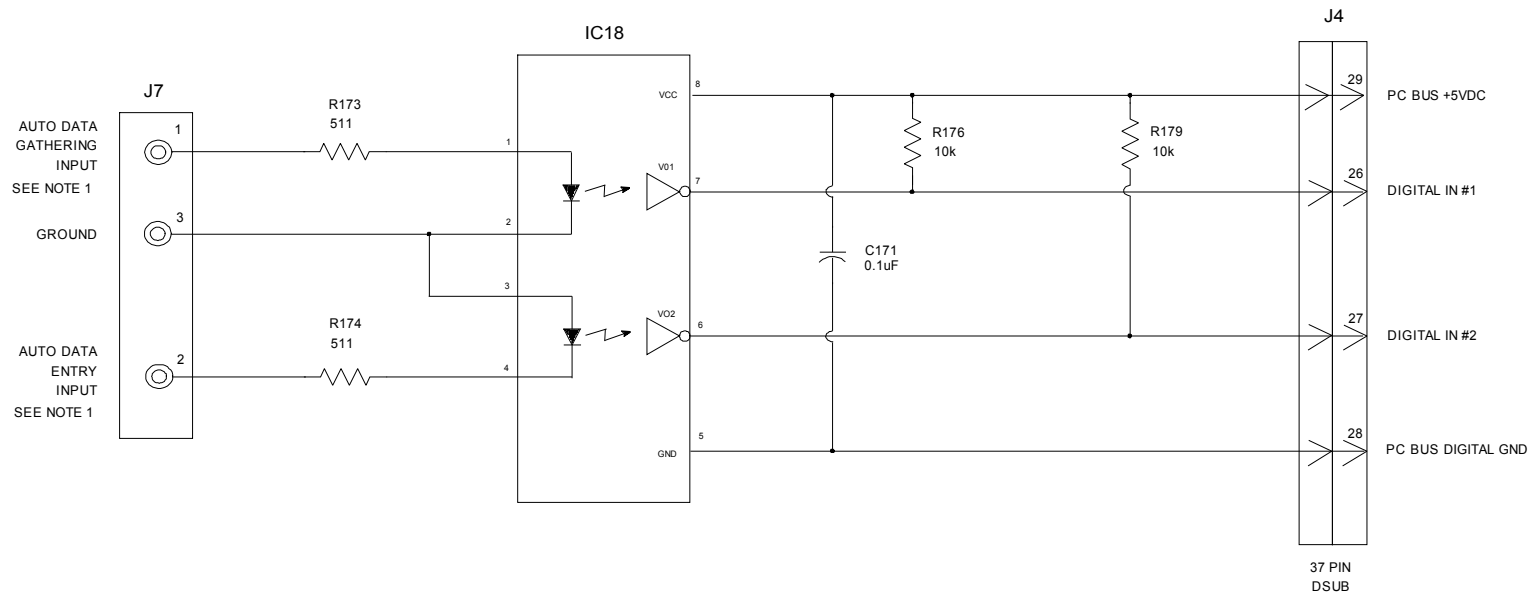 J4
IC18
J7
AUTO DATA
GATHERING
INPUT
SEE NOTE 1
1
R173
511
1
8
VCC
29
PC BUS +5VDC
R176
10k
R179
10k
V01
7
26
DIGITAL IN #1
3
GROUND
2
C171
0.1uF
3
R174
511
VO2
6
27
DIGITAL IN #2
AUTO DATA
ENTRY
INPUT
SEE NOTE 1
2
4
5
GND
28
PC BUS DIGITAL GND
37 PIN
DSUB